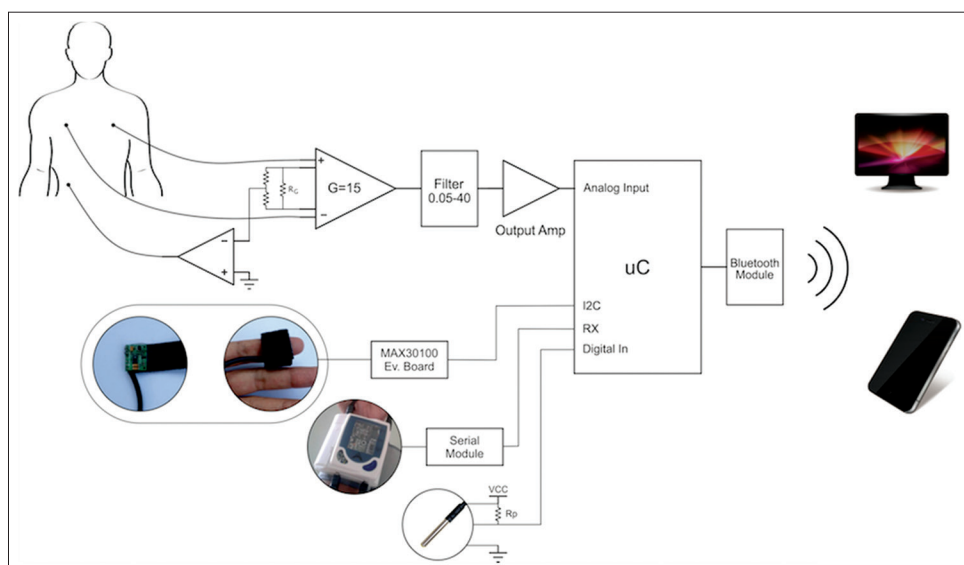 +
RG
G=15
−
Filter
0.05-40
Output Amp
Analog Input
uC
Bluetooth
Module
−
+
I2C
RX
Digital In
MAX30100
Ev. Board
Serial
Module
VCC
Rp